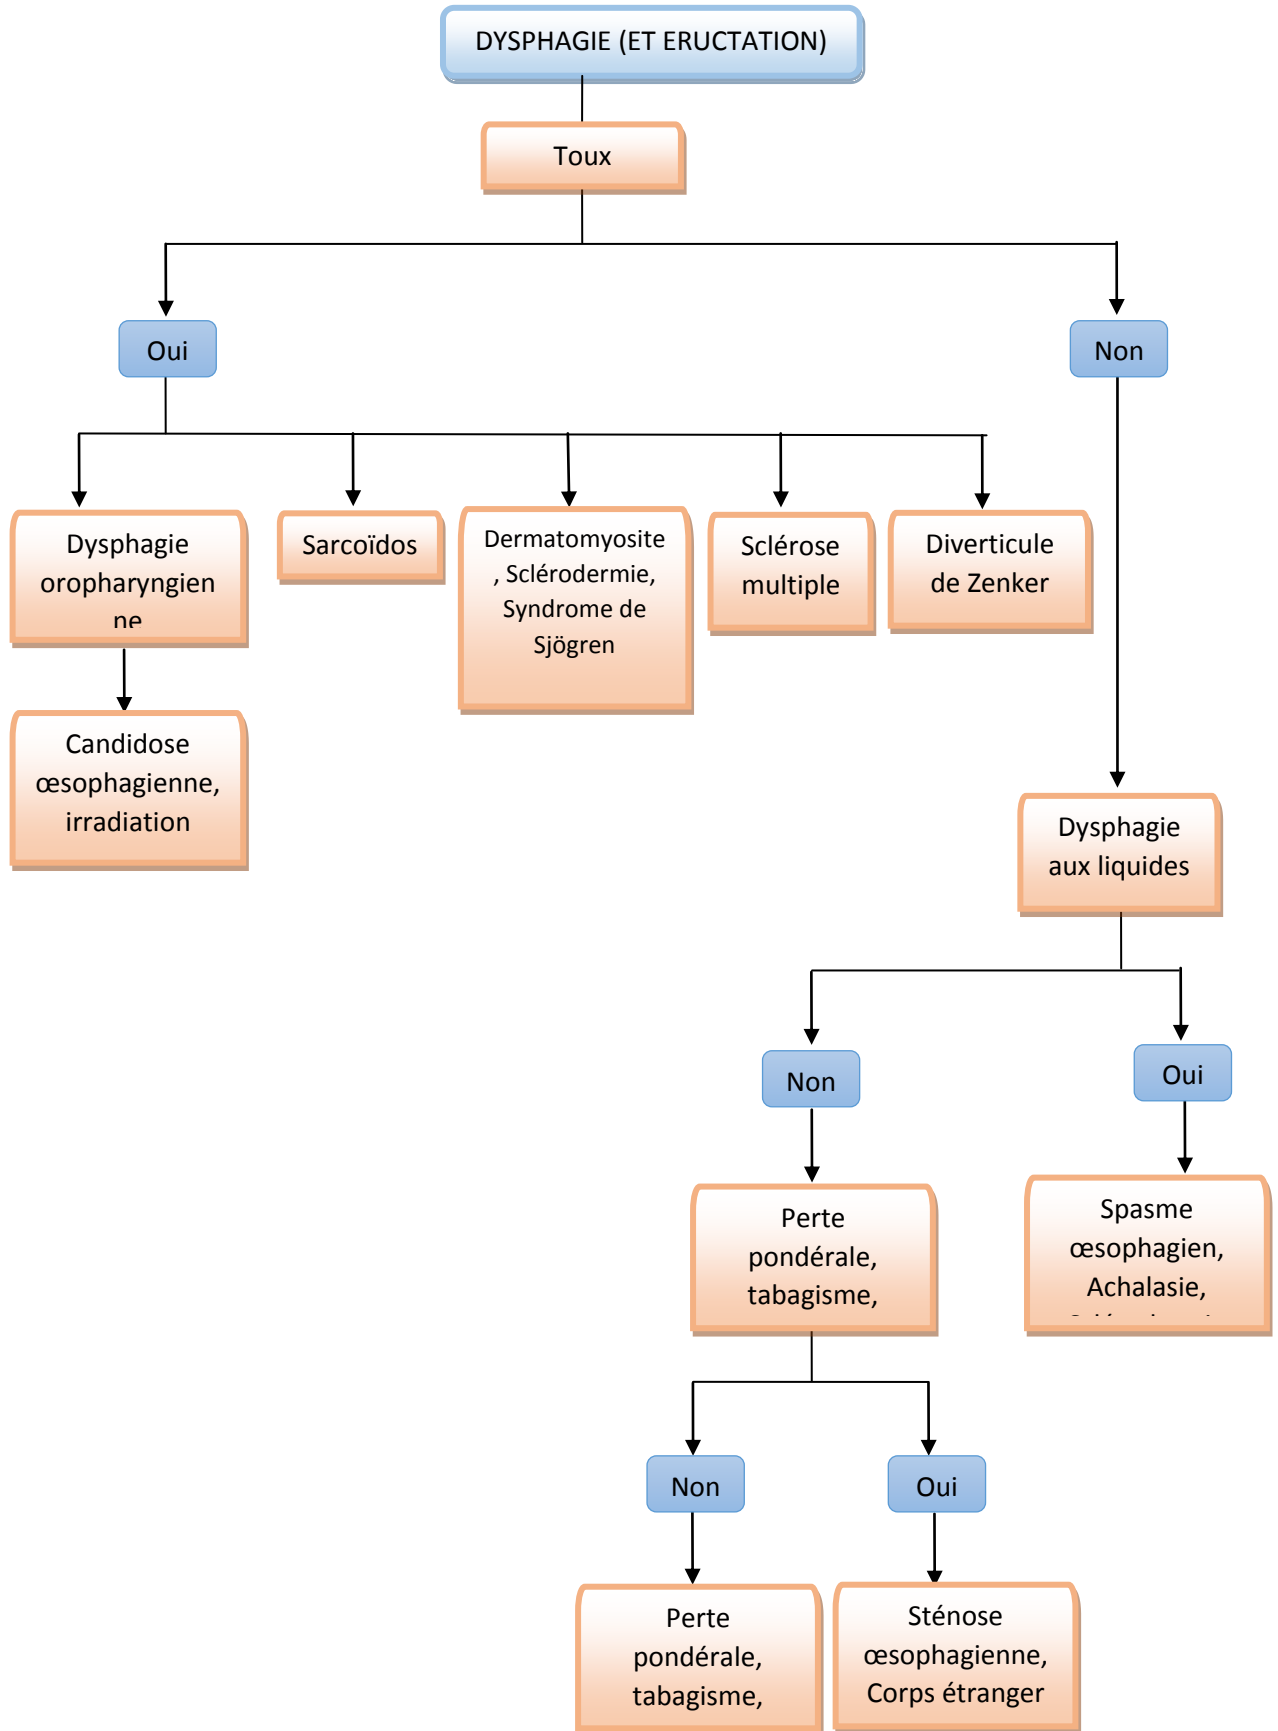 DYSPHAGIE (ET ERUCTATION)
Toux
Oui
Non
Dysphagie
oropharyngien
ne
Sarcoïdos
Dermatomyosite
, Sclérodermie,
Syndrome de
Sjögren
Sclérose
multiple
Diverticule
de Zenker
Candidose
œsophagienne,
irradiation
Dysphagie
aux liquides
Non
Oui
Perte
pondérale,
tabagisme,
Spasme
œsophagien,
Achalasie,
Non
Oui
Perte
pondérale,
tabagisme,
Sténose
œsophagienne,
Corps étranger